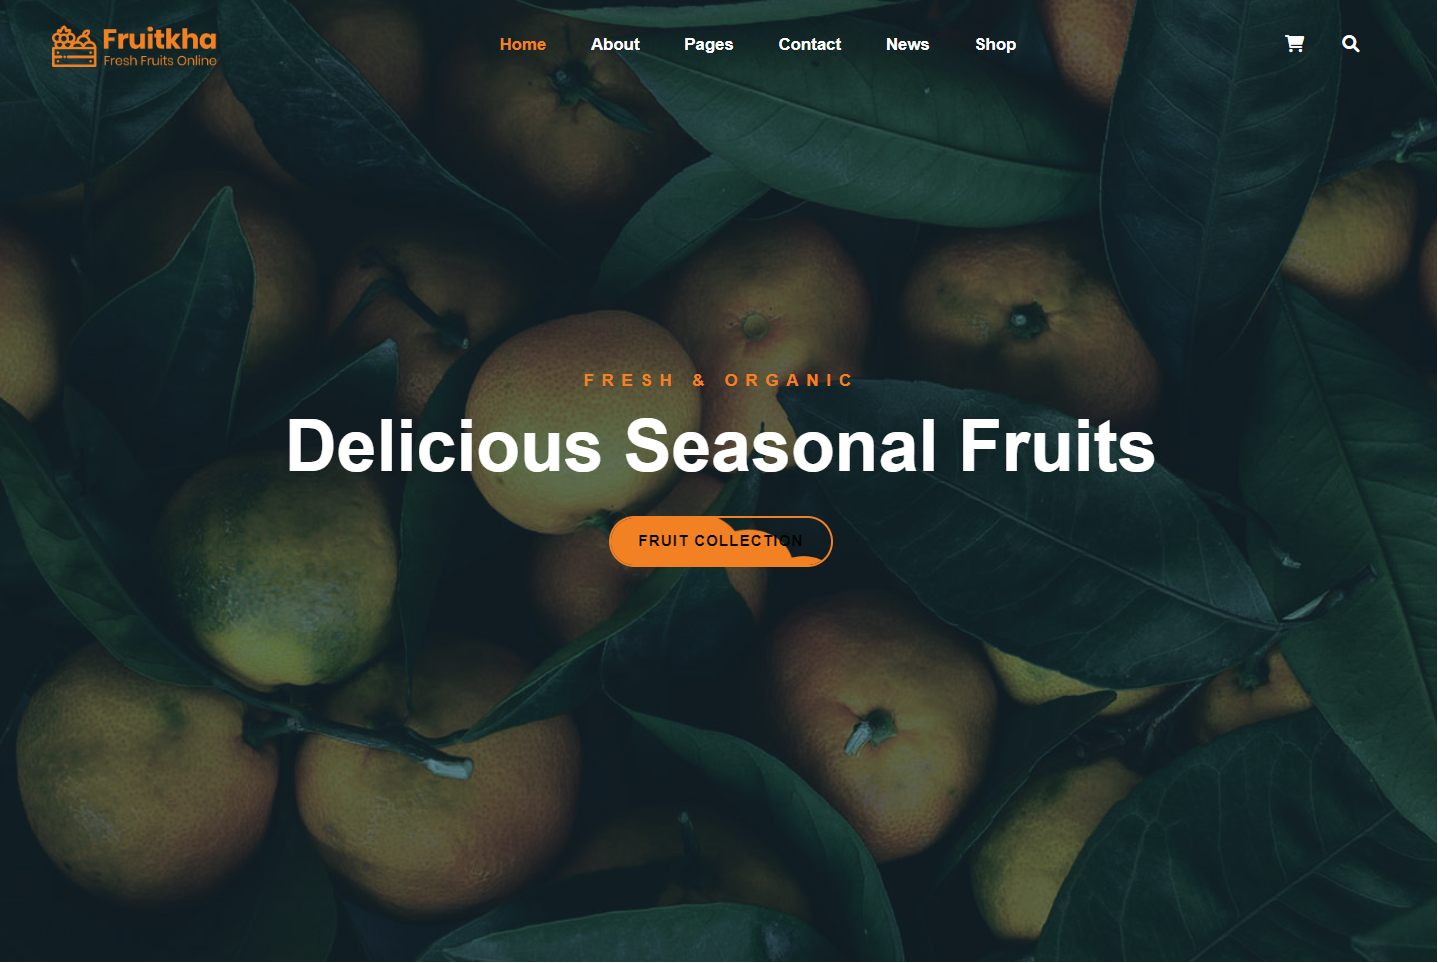 Fruitkha
Fresh Fruits Online
Home About Pages Contact News Shop
FRESH & ORGANIC
Delicious Seasonal Fruits
FRUIT COLLECTION